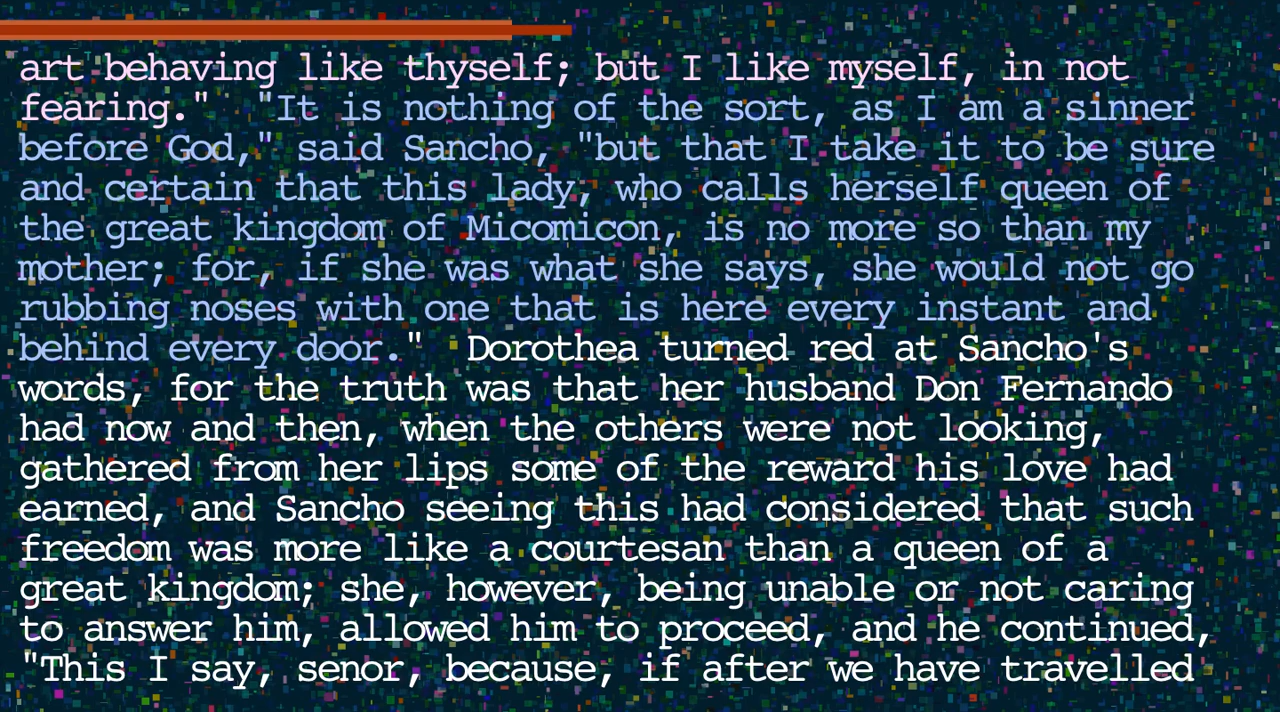 art behaving like thyself; but I like myself, in not
fearing."  "It is nothing of the sort, as I am a sinner
before God," said Sancho, "but that I take it to be sure
and certain that this lady, who calls herself queen of
the great kingdom of Micomicon, is no more so than my
mother; for, if she was what she says, she would not go
rubbing noses with one that is here every instant and
behind every door."  Dorothea turned red at Sancho's
words, for the truth was that her husband Don Fernando
had now and then, when the others were not looking,
gathered from her lips some of the reward his love had
earned, and Sancho seeing this had considered that such
freedom was more like a courtesan than a queen of a
great kingdom; she, however, being unable or not caring
to answer him, allowed him to proceed, and he continued,
"This I say, senor, because, if after we have travelled